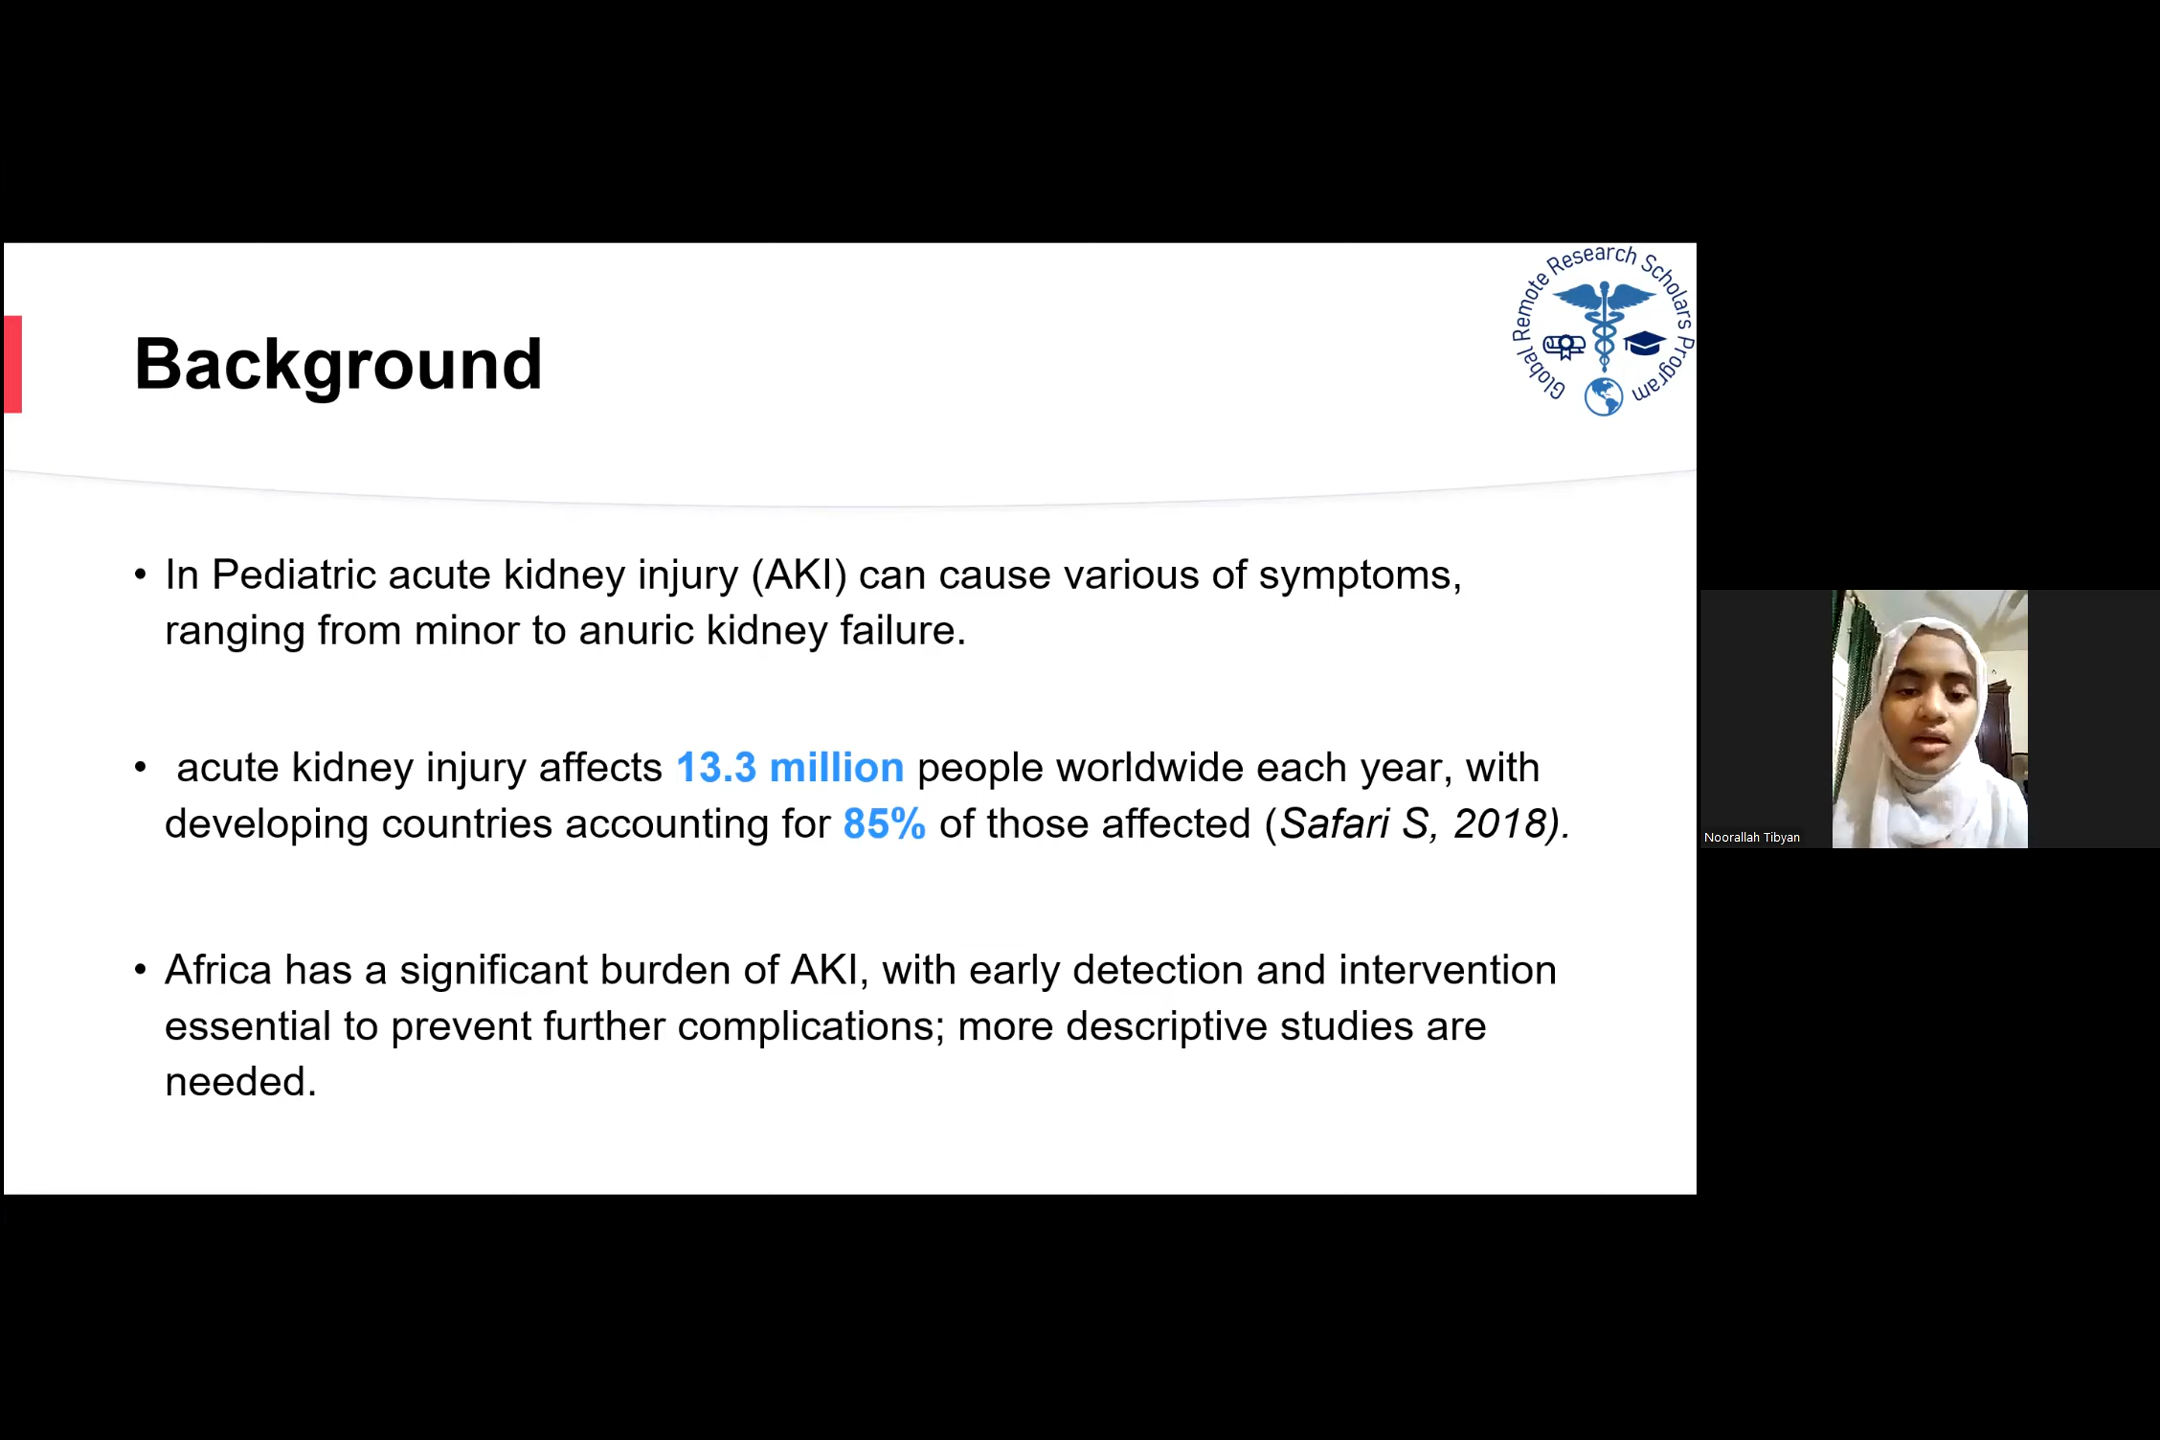 Global Remote Research Scholars Program
Background
• In Pediatric acute kidney injury (AKI) can cause various of symptoms,
ranging from minor to anuric kidney failure.
• acute kidney injury affects 13.3 million people worldwide each year, with
developing countries accounting for 85% of those affected (Safari S, 2018).
• Africa has a significant burden of AKI, with early detection and intervention
essential to prevent further complications; more descriptive studies are
needed.
Noorallah Tibyan